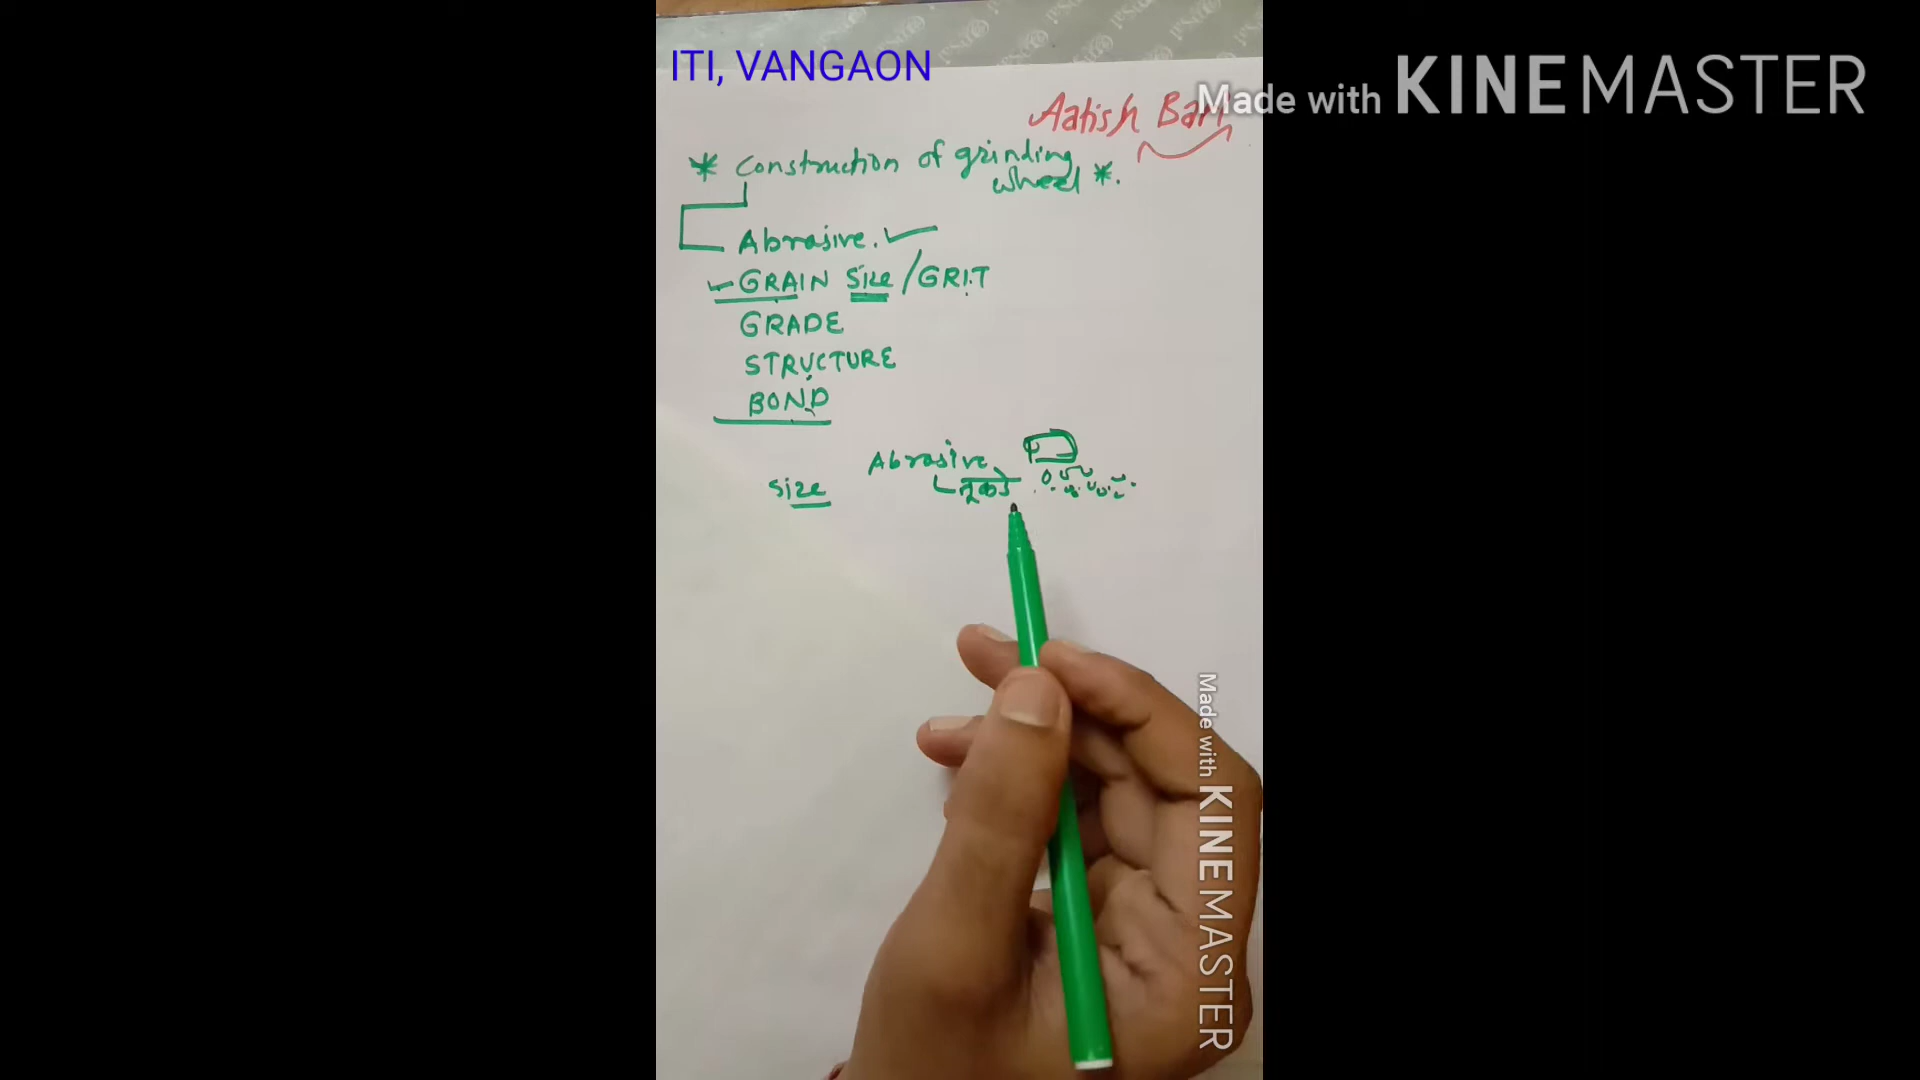 ITI, VANGAON
Made with KINEMASTER
Aatish Bari
* Construction of grinding
wheel *.
Abrasive.
GRAIN Size / GRIT
GRADE
STRUCTURE
BOND
Abrasive
Size
Made with KINEMASTER